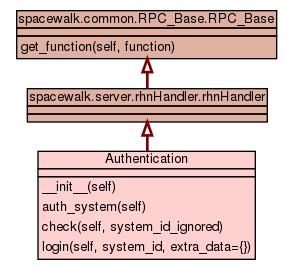 spacewalk.common.RPC_Base.RPC_Base
get_function(self, function)
spacewalk.server.rhnHandler.rhnHandler
Authentication
__init__(self)
auth_system(self)
check(self, system_id_ignored)
login(self, system_id, extra_data={})